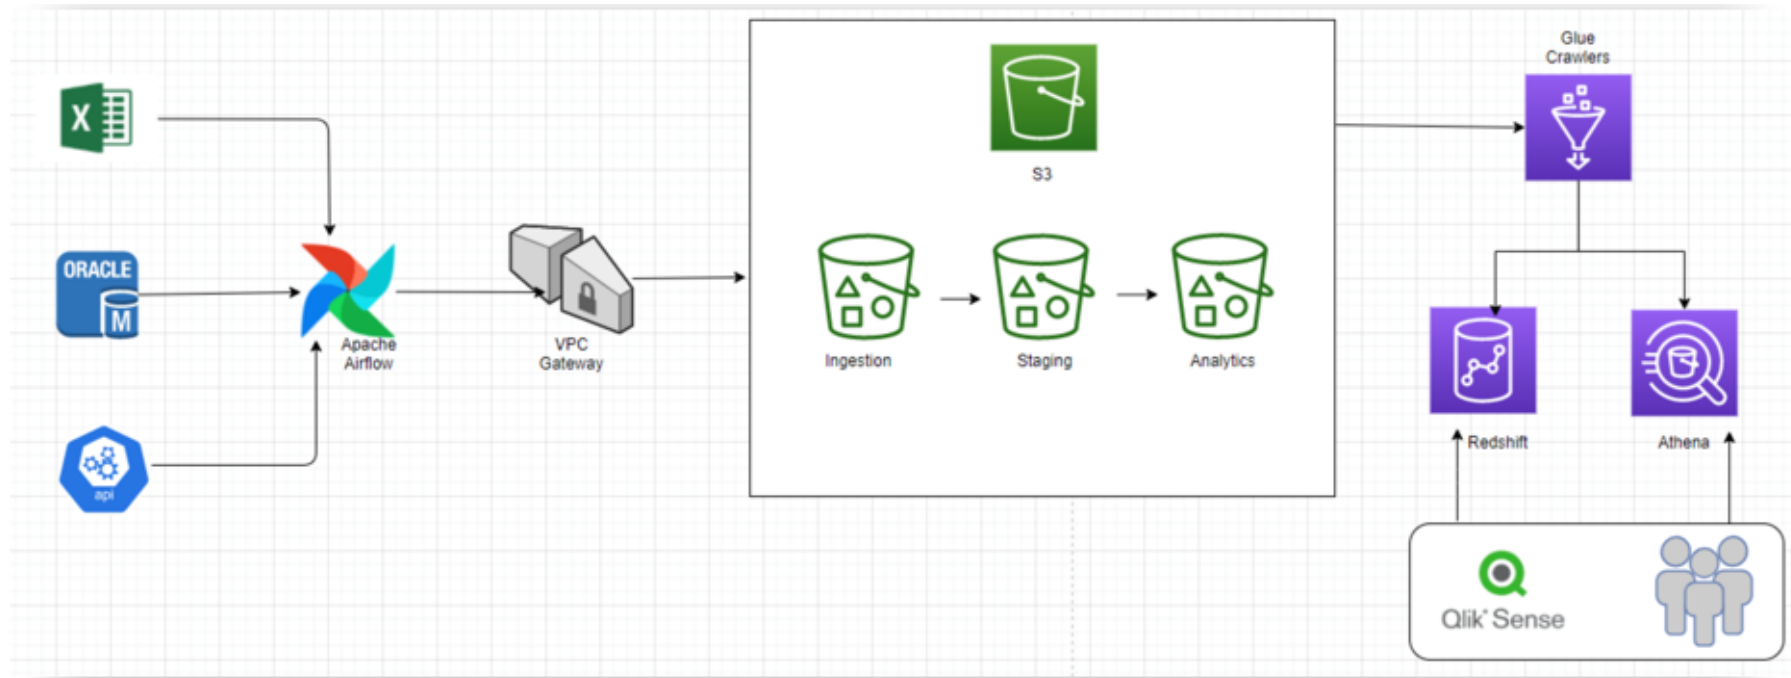 X
ORACLE
M
api
Apache
Airflow
VPC
Gateway
S3
Ingestion
Staging
Analytics
Glue
Crawlers
Redshift
Athena
Qlik Sense